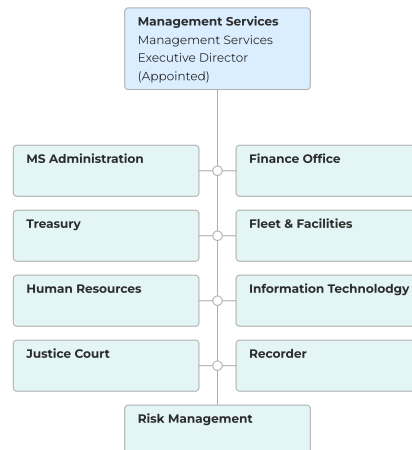 Management Services
Management Services
Executive Director
(Appointed)
MS Administration
Finance Office
Treasury
Fleet & Facilities
Human Resources
Information Technolodgy
Justice Court
Recorder
Risk Management